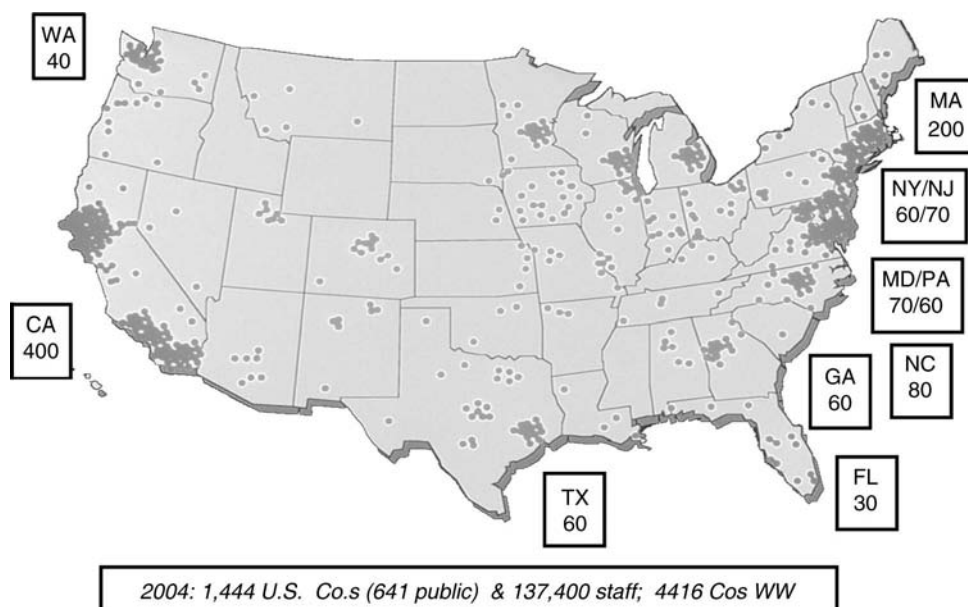 WA
40
MA
200
NY/NJ
60/70
MD/PA
70/60
CA
400
NC
80
GA
60
FL
30
TX
60
2004: 1,444 U.S. Co.s (641 public) & 137,400 staff; 4416 Cos WW